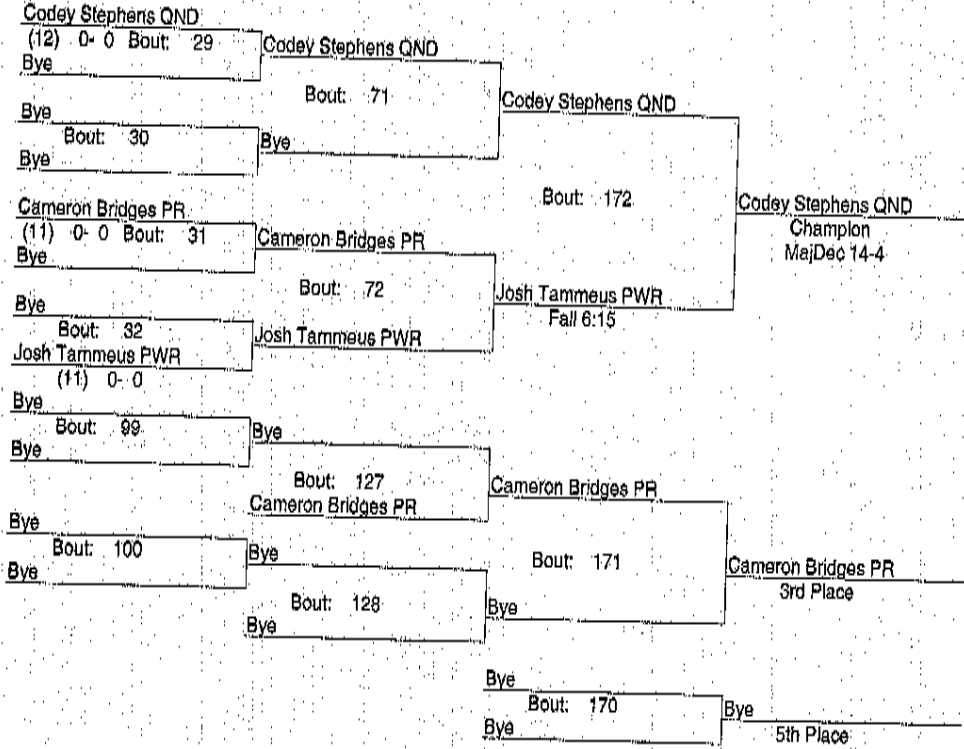 Codey Stephens QND
(12) 0- 0 Bout: 29
Bye
Codey Stephens QND
Bout: 71
Bye
Bout: 30
Bye
Bye
Codey Stephens QND
Bout: 172
Codey Stephens QND
Champion
MajDec 14-4
Cameron Bridges PR
(11) 0- 0 Bout: 31
Bye
Cameron Bridges PR
Bout: 72
Josh Tammeus PWR
Fall 6:15
Bye
Bout: 32
Josh Tammeus PWR
(11) 0- 0
Josh Tammeus PWR
Bye
Bout: 99
Bye
Bye
Bout: 127
Cameron Bridges PR
Cameron Bridges PR
Bye
Bout: 100
Bye
Bye
Bout: 128
Bye
Bout: 171
Bye
Cameron Bridges PR
3rd Place
Bye
Bout: 170
Bye
Bye
5th Place